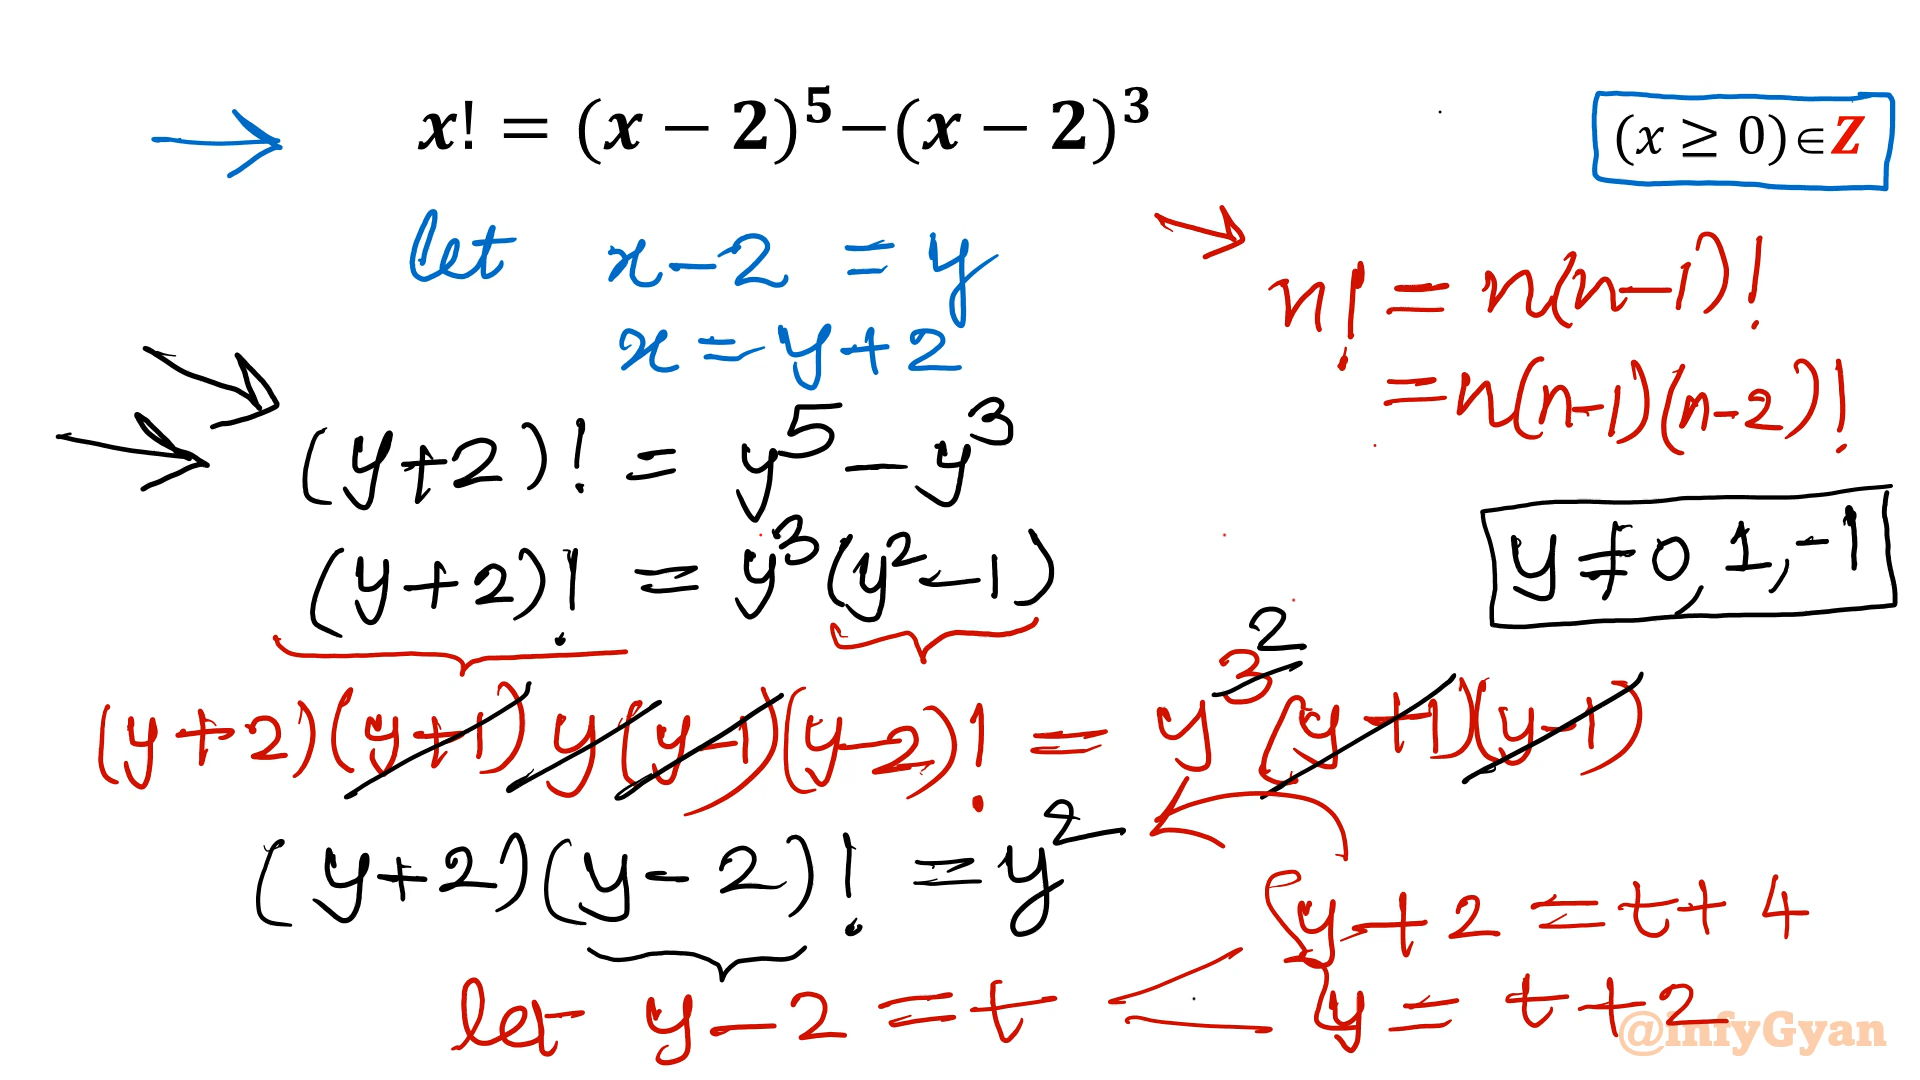 x! = (x − 2)⁵−(x − 2)³
(x ≥ 0)∈Z
let x−2 = y
x = y+2
n! = n(n−1)!
= n(n−1)(n−2)!
(y+2)! = y⁵ − y³
(y+2)! = y³(y²−1)
y ≠ 0, 1, −1
(y+2)(y+1)y(y−1)(y−2)! = y³ ² (y+1)(y−1)
(y+2)(y−2)! = y²
y+2 = t+4
let y−2 = t
y = t+2
@infyGyan